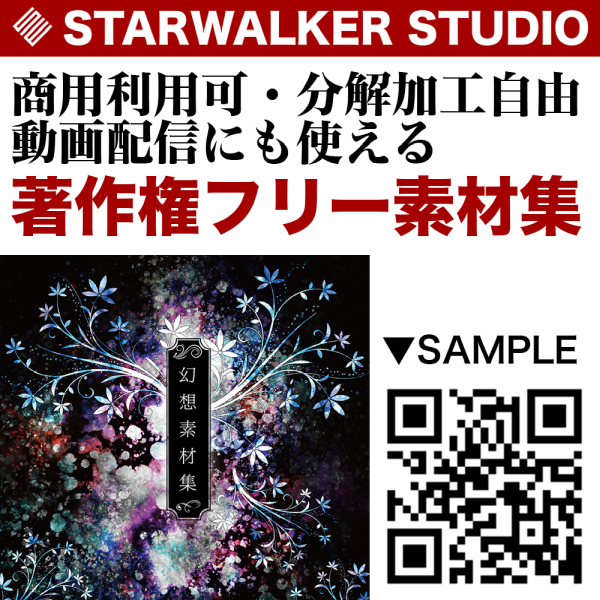 STARWALKER STUDIO
商用利用可・分解加工自由
動画配信にも使える
著作権フリー素材集
幻想素材集
▼SAMPLE